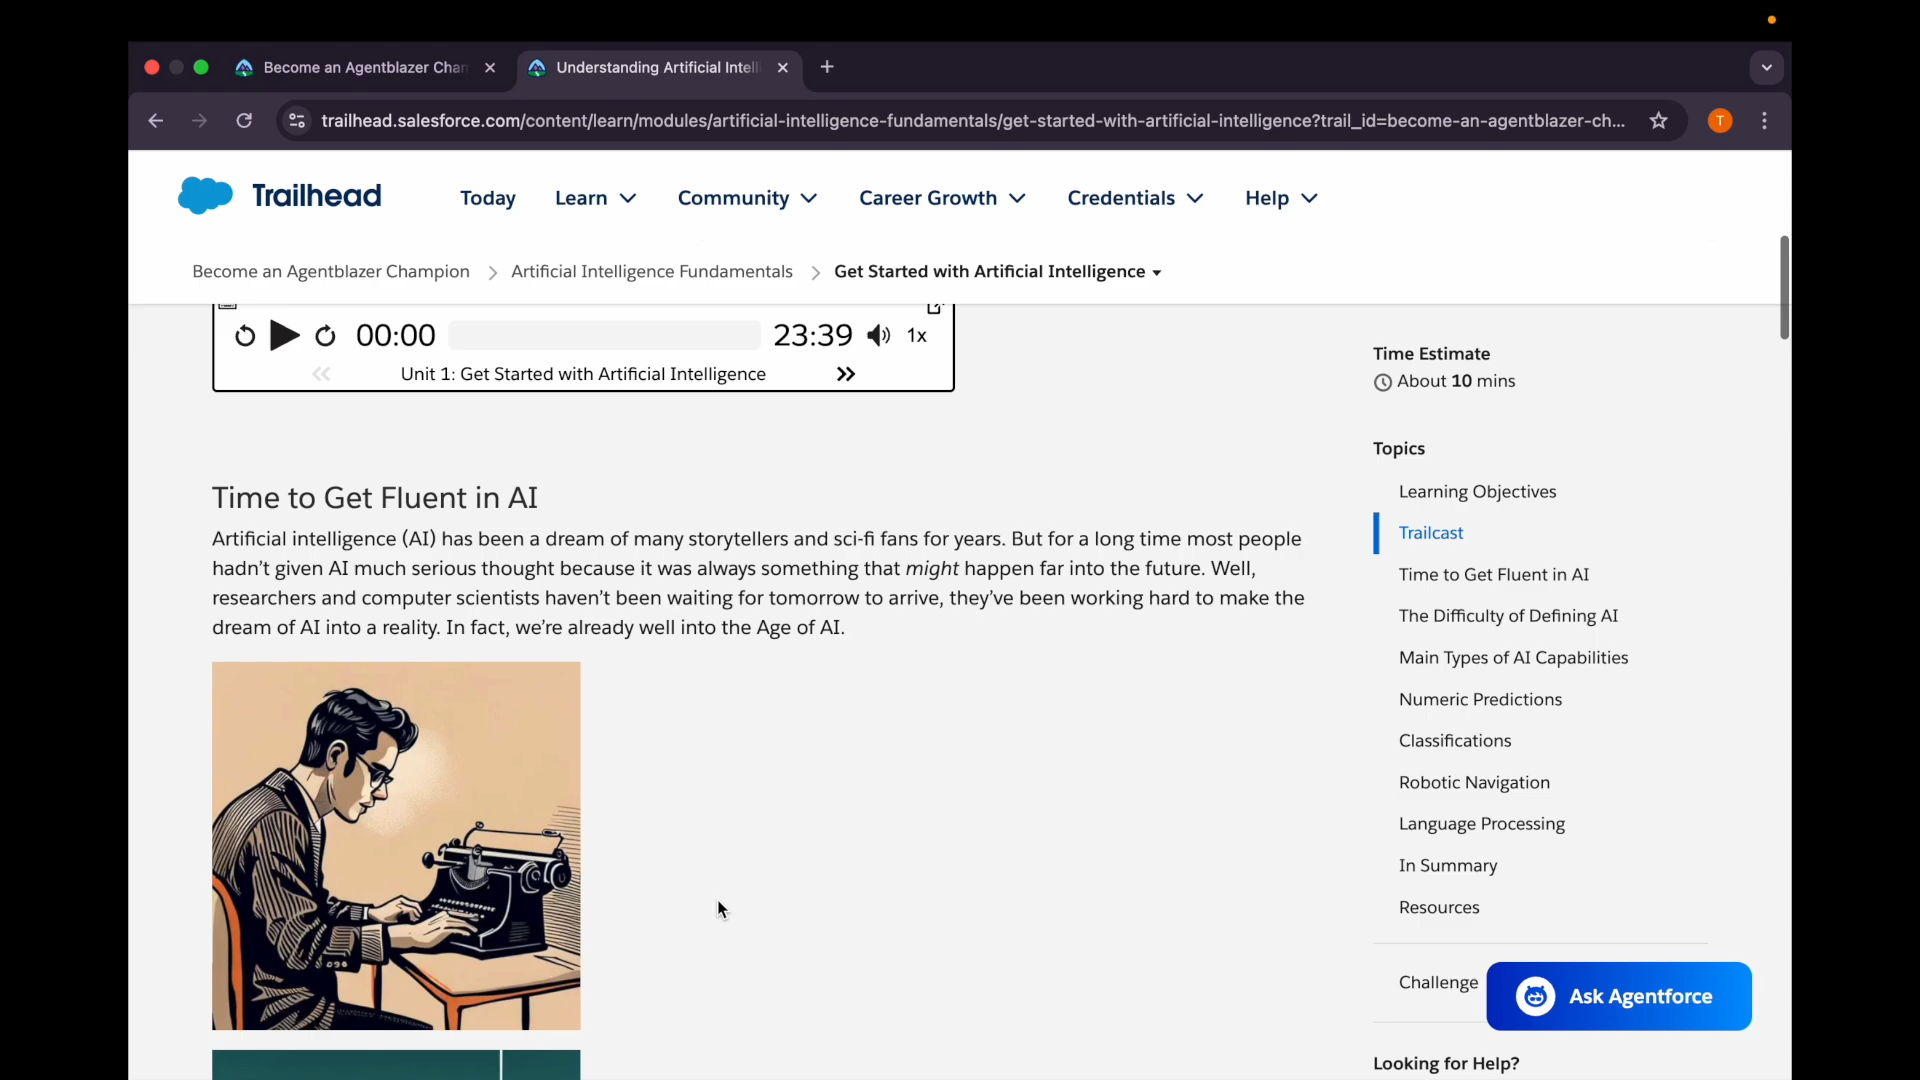 Become an Agentblazer Chan
Understanding Artificial Intell
trailhead.salesforce.com/content/learn/modules/artificial-intelligence-fundamentals/get-started-with-artificial-intelligence?trail_id=become-an-agentblazer-ch...
T
Trailhead
Today
Learn
Community
Career Growth
Credentials
Help
Become an Agentblazer Champion
Artificial Intelligence Fundamentals
Get Started with Artificial Intelligence
00:00
23:39
1x
Unit 1: Get Started with Artificial Intelligence
Time to Get Fluent in AI
Artificial intelligence (AI) has been a dream of many storytellers and sci-fi fans for years. But for a long time most people
hadn’t given AI much serious thought because it was always something that might happen far into the future. Well,
researchers and computer scientists haven’t been waiting for tomorrow to arrive, they’ve been working hard to make the
dream of AI into a reality. In fact, we’re already well into the Age of AI.
Time Estimate
About 10 mins
Topics
Learning Objectives
Trailcast
Time to Get Fluent in AI
The Difficulty of Defining AI
Main Types of AI Capabilities
Numeric Predictions
Classifications
Robotic Navigation
Language Processing
In Summary
Resources
Challenge
Ask Agentforce
Looking for Help?